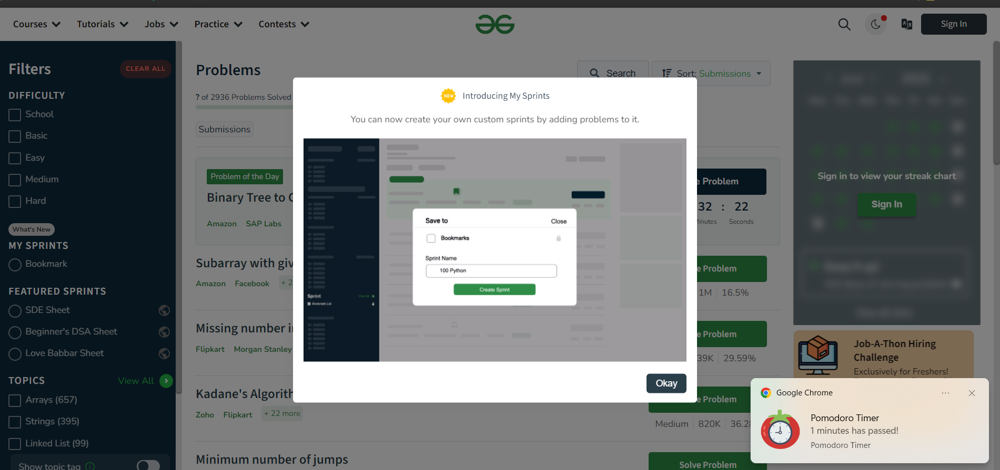 Courses Tutorials Jobs Practice Contests Sign In
Filters CLEAR ALL
DIFFICULTY
School
Basic
Easy
Medium
Hard
What's New
MY SPRINTS
Bookmark
FEATURED SPRINTS
SDE Sheet
Beginner's DSA Sheet
Love Babbar Sheet
TOPICS View All
Arrays (657)
Strings (395)
Linked List (99)
Show topic tag
Problems Search Sort: Submissions
? of 2936 Problems Solved
Submissions
Problem of the Day
Binary Tree to
Amazon SAP Labs
e Problem
32 : 22
Minutes Seconds
Subarray with giv
Amazon Facebook + 2
e Problem
1M 16.5%
Missing number i
Flipkart Morgan Stanley
e Problem
39K 29.59%
Kadane's Algorith
Zoho Flipkart + 22 more
e Problem
Medium 820K 36.2
Minimum number of jumps
Solve Problem
NEW Introducing My Sprints
You can now create your own custom sprints by adding problems to it.
Save to Close
Bookmarks
Sprint Name
100 Python
Create Sprint
Sprint View All
Bookmark List
Okay
Sign in to view your streak chart
Sign In
Job-A-Thon Hiring
Challenge
Exclusively for Freshers!
Google Chrome
Pomodoro Timer
1 minutes has passed!
Pomodoro Timer